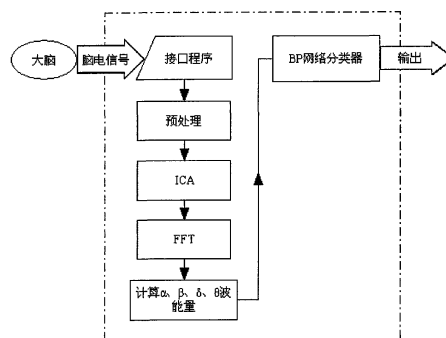 大脑
脑电信号
接口程序
预处理
ICA
FFT
计算α、β、δ、θ波
能量
BP网络分类器
输出